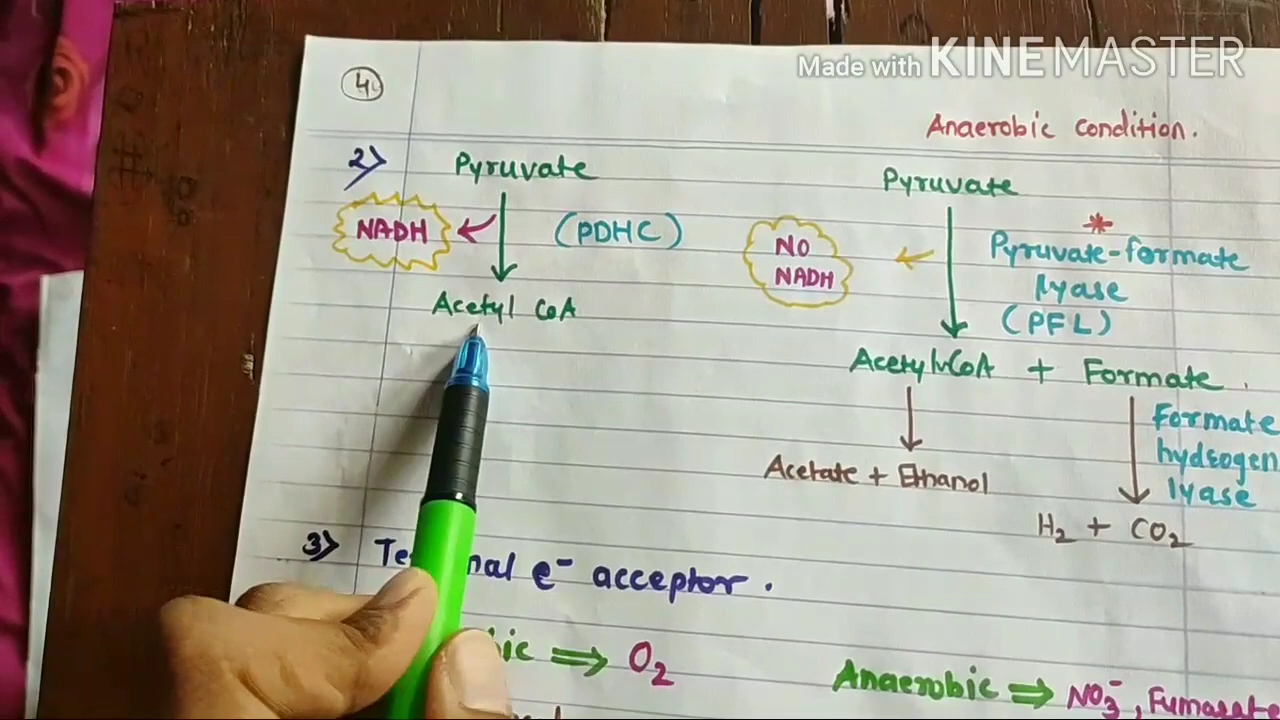 Made with KINEMASTER
4
Anaerobic condition.
2) Pyruvate
NADH
(PDHC)
Acetyl CoA
Pyruvate
NO
NADH
*
Pyruvate-formate
lyase
(PFL)
Acetyl CoA + Formate.
Formate
hydrogen
lyase
Acetate + Ethanol
H2 + CO2
3) e- acceptor.
⇒ O2
Anaerobic ⇒ NO3-, Fumarate